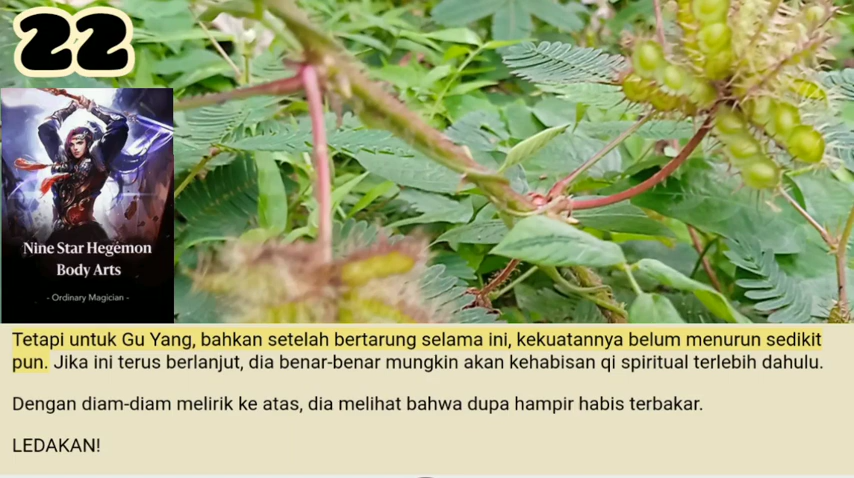 22
Nine Star Hegemon
Body Arts
- Ordinary Magician -
Tetapi untuk Gu Yang, bahkan setelah bertarung selama ini, kekuatannya belum menurun sedikit
pun. Jika ini terus berlanjut, dia benar-benar mungkin akan kehabisan qi spiritual terlebih dahulu.
Dengan diam-diam melirik ke atas, dia melihat bahwa dupa hampir habis terbakar.
LEDAKAN!